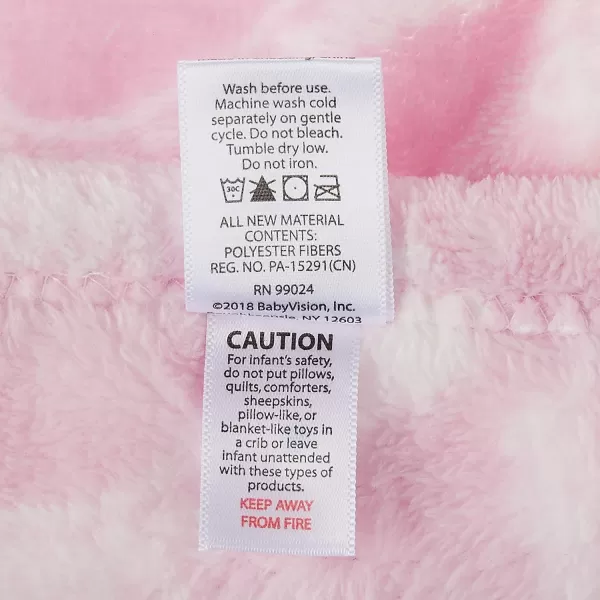 Wash before use.
Machine wash cold
separately on gentle
cycle. Do not bleach.
Tumble dry low.
Do not iron.
30C
ALL NEW MATERIAL
CONTENTS:
POLYESTER FIBERS
REG. NO. PA-15291(CN)
RN 99024
©2018 BabyVision, Inc.
NY 12603
CAUTION
For infant's safety,
do not put pillows,
quilts, comforters,
sheepskins,
pillow-like, or
blanket-like toys in
a crib or leave
infant unattended
with these types of
products.
KEEP AWAY
FROM FIRE